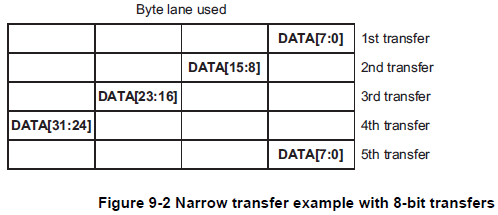 Byte lane used
DATA[7:0] 1st transfer
DATA[15:8] 2nd transfer
DATA[23:16] 3rd transfer
DATA[31:24] 4th transfer
DATA[7:0] 5th transfer
Figure 9-2 Narrow transfer example with 8-bit transfers